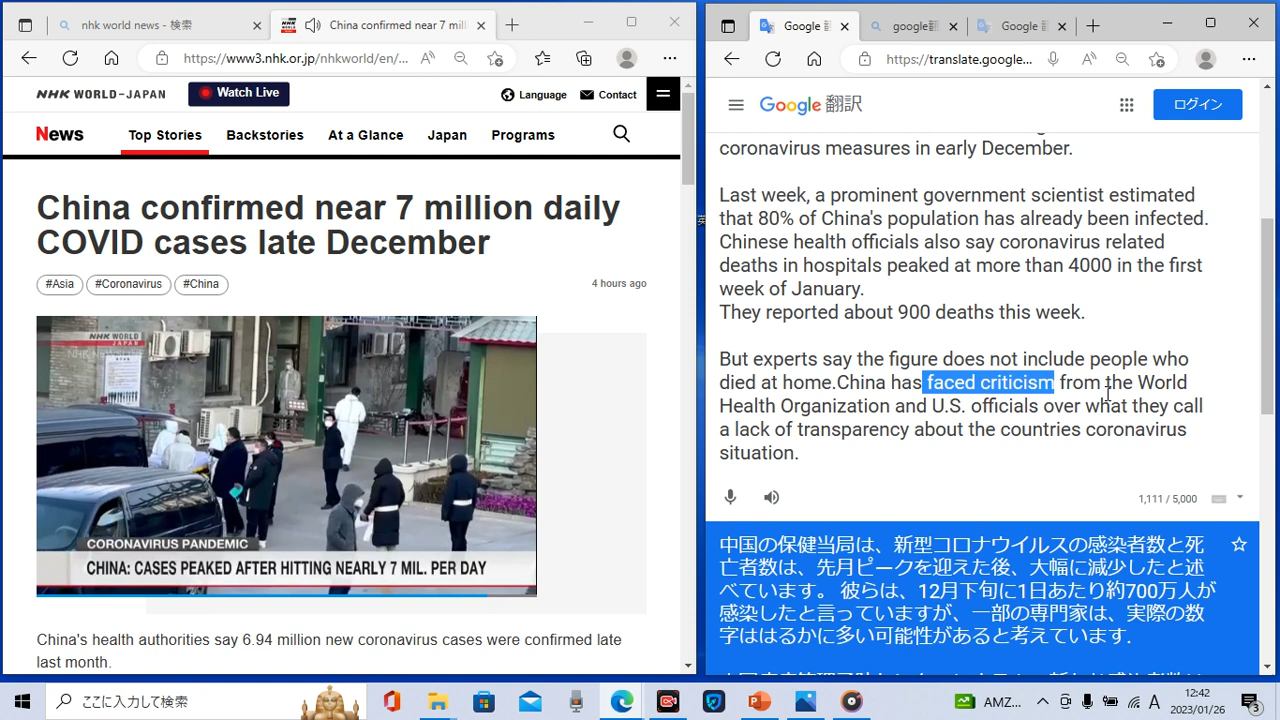 nhk world news - 検索
China confirmed near 7 mill
https://www3.nhk.or.jp/nhkworld/en/...
NHK WORLD-JAPAN
Watch Live
Language
Contact
News
Top Stories
Backstories
At a Glance
Japan
Programs
China confirmed near 7 million daily
COVID cases late December
#Asia
#Coronavirus
#China
4 hours ago
NHK WORLD
JAPAN
CORONAVIRUS PANDEMIC
CHINA: CASES PEAKED AFTER HITTING NEARLY 7 MIL. PER DAY
China's health authorities say 6.94 million new coronavirus cases were confirmed late
last month.
Google
google
Google
https://translate.google...
Google 翻訳
ログイン
coronavirus measures in early December.
Last week, a prominent government scientist estimated
that 80% of China's population has already been infected.
Chinese health officials also say coronavirus related
deaths in hospitals peaked at more than 4000 in the first
week of January.
They reported about 900 deaths this week.
But experts say the figure does not include people who
died at home.China has faced criticism from the World
Health Organization and U.S. officials over what they call
a lack of transparency about the countries coronavirus
situation.
1,111 / 5,000
中国の保健当局は、新型コロナウイルスの感染者数と死
亡者数は、先月ピークを迎えた後、大幅に減少したと述
べています。 彼らは、12月下旬に1日あたり約700万人が
感染したと言っていますが、一部の専門家は、実際の数
字ははるかに多い可能性があると考えています.
ここに入力して検索
AMZ...
A
12:42
2023/01/26
3